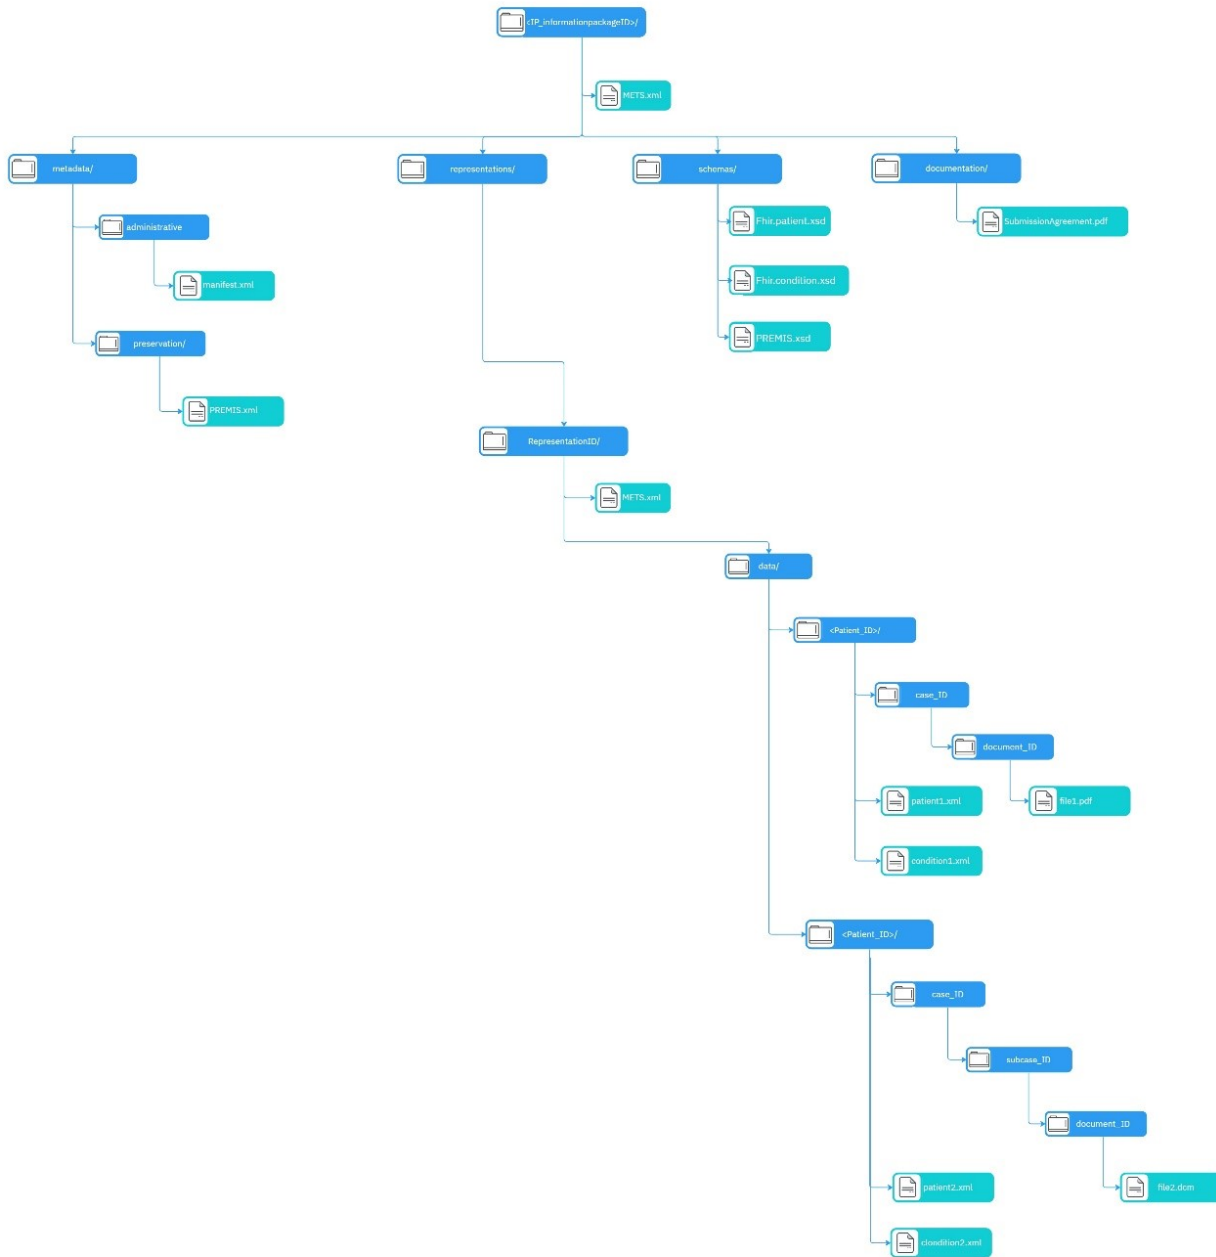 <IP_informationpackageID>/
METS.xml
metadata/
representations/
schemas/
documentation/
administrative
manifest.xml
preservation/
PREMIS.xml
Fhir.patient.xsd
Fhir.condition.xsd
PREMIS.xsd
SubmissionAgreement.pdf
RepresentationID/
METS.xml
data/
<Patient_ID>/
case_ID
document_ID
file1.pdf
patient1.xml
condition1.xml
<Patient_ID>/
case_ID
subcase_ID
document_ID
file2.dcm
patient2.xml
clondition2.xml